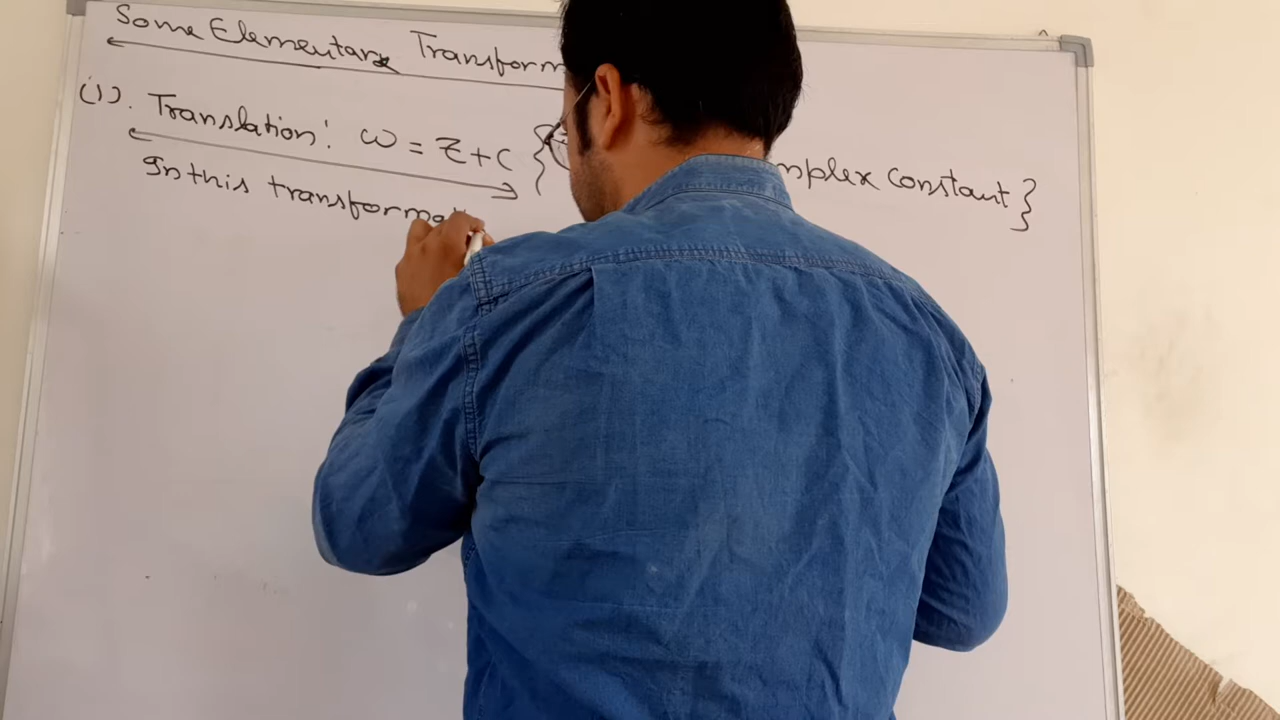 Some Elementary Transform
(1). Translation: ω = z + c { mplex constant }
In this transforma